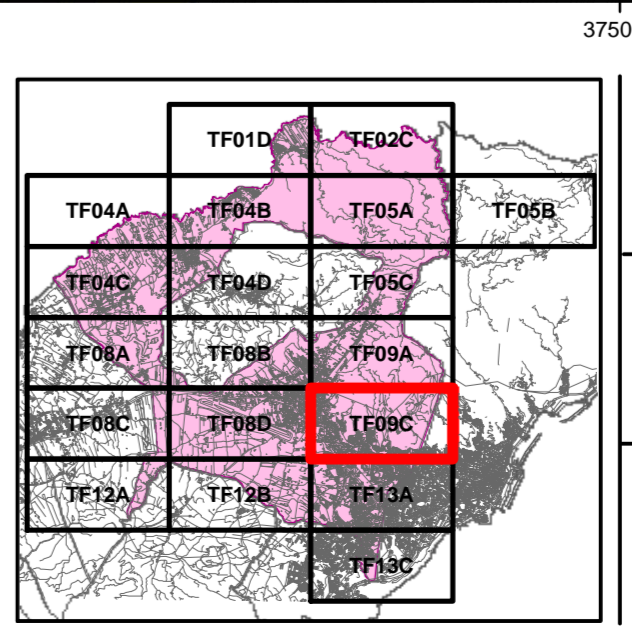 3750
TF01D TF02C
TF04A TF04B TF05A TF05B
TF04C TF04D TF05C
TF08A TF08B TF09A
TF08C TF08D TF09C
TF12A TF12B TF13A
TF13C